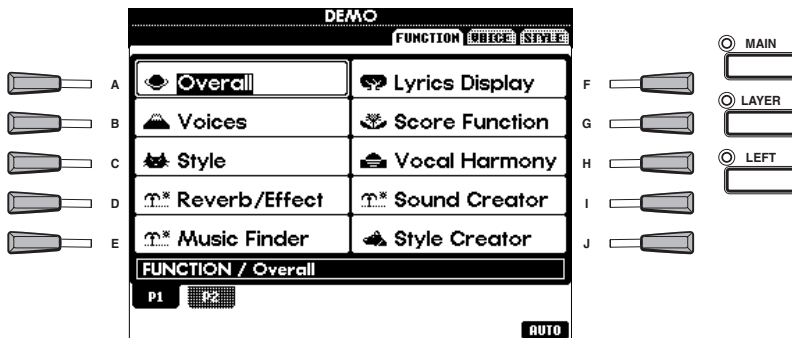 DEMO
FUNCTION VOICE STYLE
MAIN
A Overall Lyrics Display F
LAYER
B Voices Score Function G
C Style Vocal Harmony H
LEFT
D Reverb/Effect Sound Creator I
E Music Finder Style Creator J
FUNCTION / Overall
P1 P2
AUTO